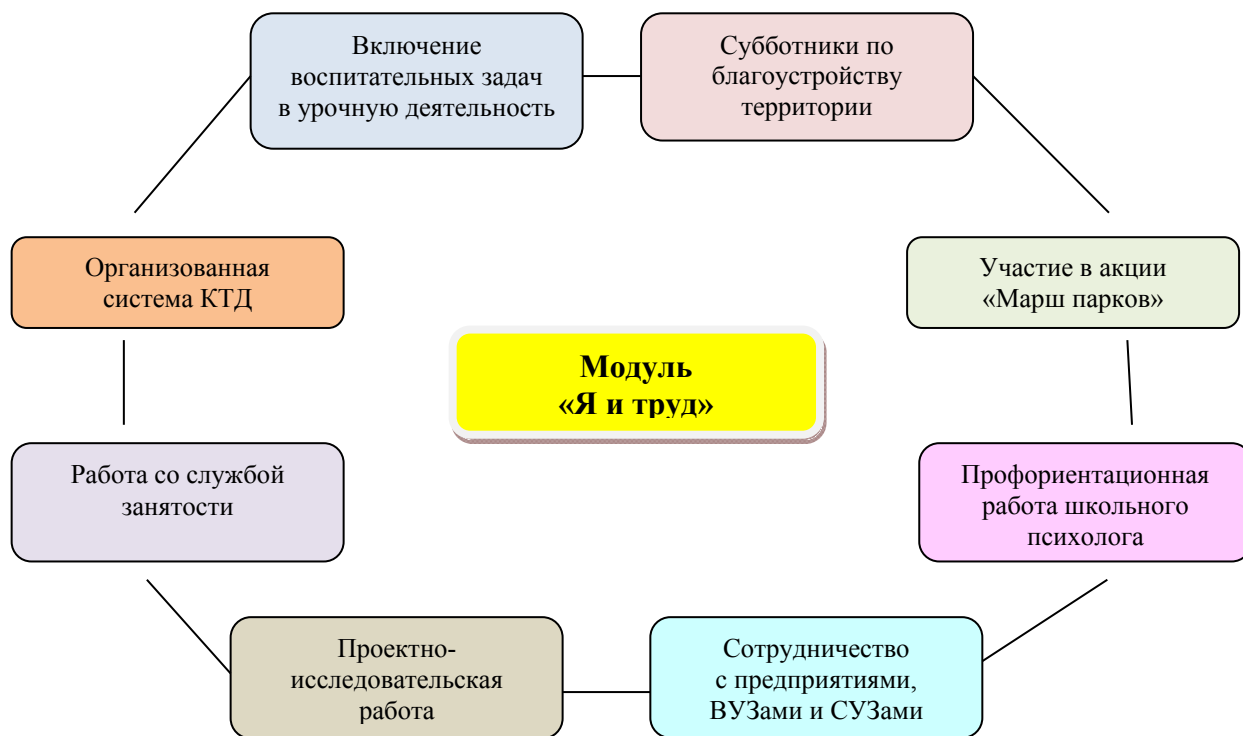 Включение
воспитательных задач
в урочную деятельность
Субботники по
благоустройству
территории
Организованная
система КТД
Участие в акции
«Марш парков»
Модуль
«Я и труд»
Работа со службой
занятости
Профориентационная
работа школьного
психолога
Проектно-
исследовательская
работа
Сотрудничество
с предприятиями,
ВУЗами и СУЗами